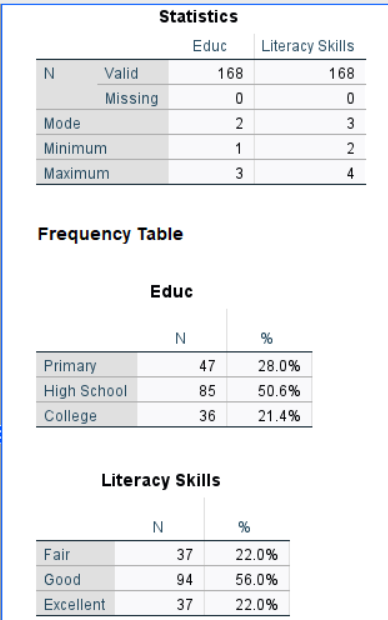 Statistics
Educ Literacy Skills
N Valid 168 168
Missing 0 0
Mode 2 3
Minimum 1 2
Maximum 3 4
Frequency Table
Educ
N %
Primary 47 28.0%
High School 85 50.6%
College 36 21.4%
Literacy Skills
N %
Fair 37 22.0%
Good 94 56.0%
Excellent 37 22.0%